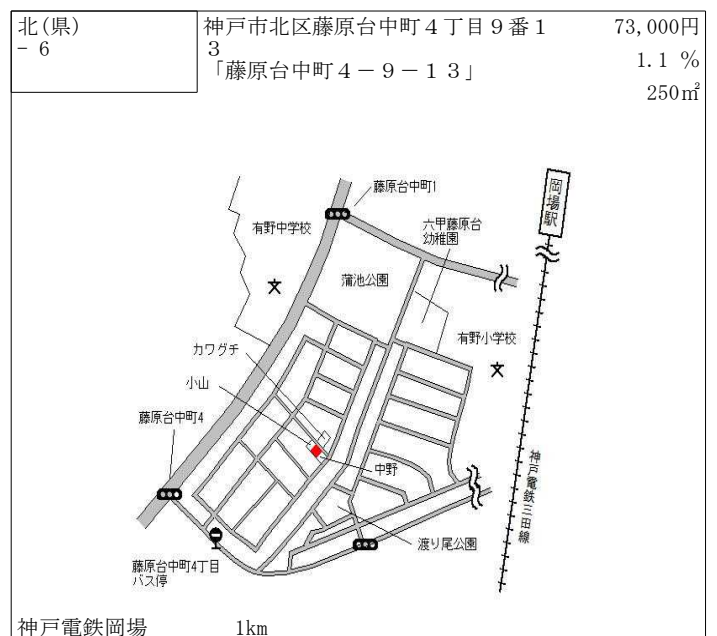 北(県)
- 6
神戸市北区藤原台中町４丁目９番１
３
「藤原台中町４－９－１３」
73,000円
1.1 %
250㎡
岡場駅
藤原台中町1
有野中学校
六甲藤原台
幼稚園
蒲池公園
有野小学校
カワグチ
小山
藤原台中町4
中野
神戸電鉄三田線
渡り尾公園
藤原台中町4丁目
バス停
神戸電鉄岡場 1km